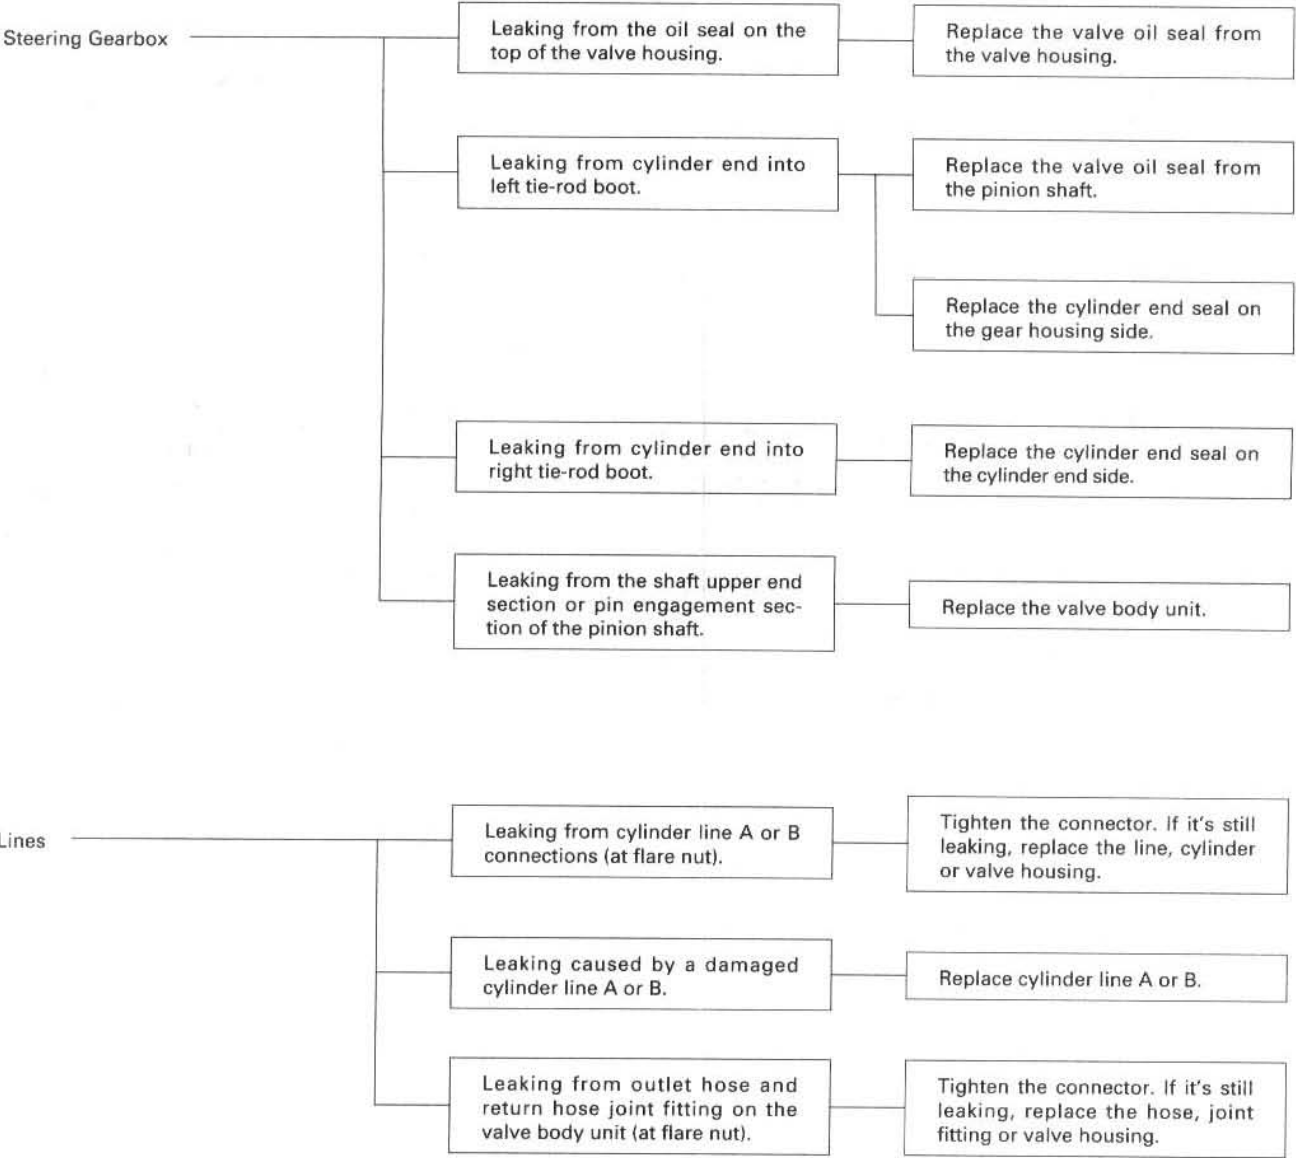 Steering Gearbox
Leaking from the oil seal on the
top of the valve housing.
Replace the valve oil seal from
the valve housing.
Leaking from cylinder end into
left tie-rod boot.
Replace the valve oil seal from
the pinion shaft.
Replace the cylinder end seal on
the gear housing side.
Leaking from cylinder end into
right tie-rod boot.
Replace the cylinder end seal on
the cylinder end side.
Leaking from the shaft upper end
section or pin engagement sec-
tion of the pinion shaft.
Replace the valve body unit.
Lines
Leaking from cylinder line A or B
connections (at flare nut).
Tighten the connector. If it's still
leaking, replace the line, cylinder
or valve housing.
Leaking caused by a damaged
cylinder line A or B.
Replace cylinder line A or B.
Leaking from outlet hose and
return hose joint fitting on the
valve body unit (at flare nut).
Tighten the connector. If it's still
leaking, replace the hose, joint
fitting or valve housing.